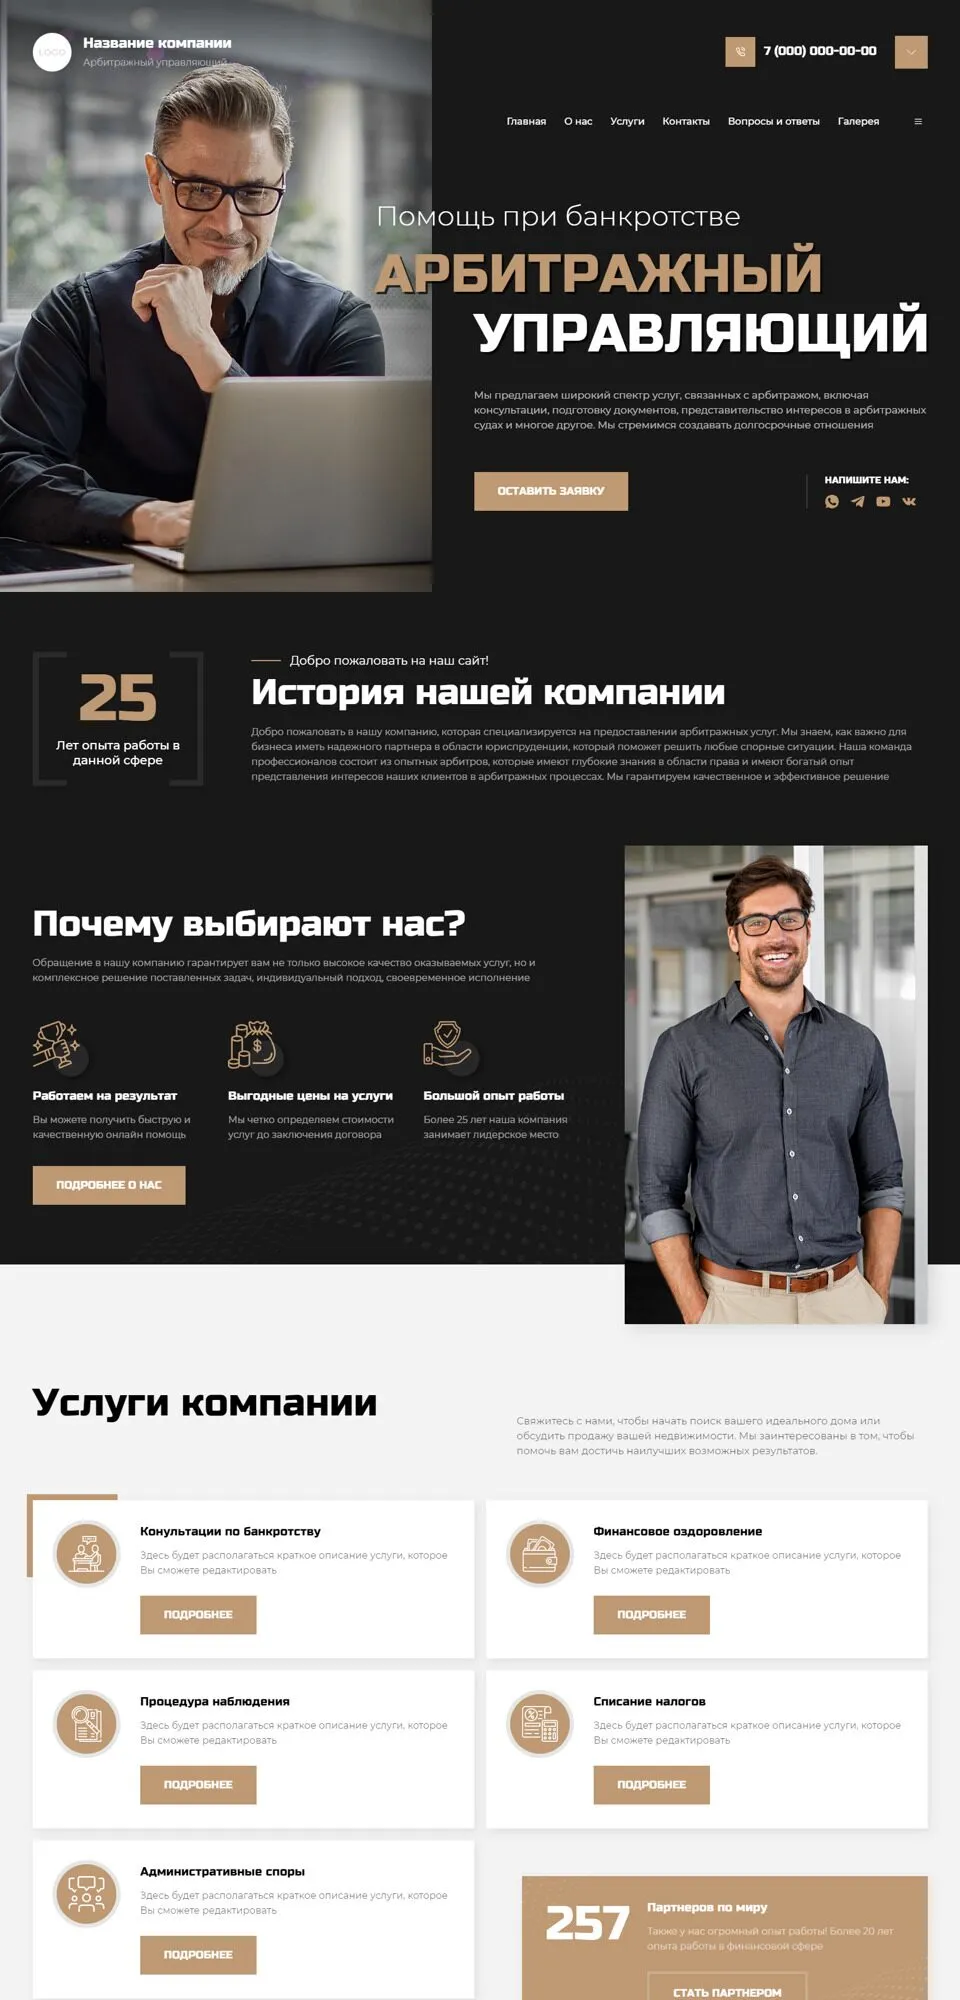 LOGO
Название компании
Арбитражный управляющий
7 (000) 000-00-00
Главная О нас Услуги Контакты Вопросы и ответы Галерея
Помощь при банкротстве
АРБИТРАЖНЫЙ
УПРАВЛЯЮЩИЙ
Мы предлагаем широкий спектр услуг, связанных с арбитражом, включая
консультации, подготовку документов, представительство интересов в арбитражных
судах и многое другое. Мы стремимся создавать долгосрочные отношения
ОСТАВИТЬ ЗАЯВКУ
НАПИШИТЕ НАМ:
25
Лет опыта работы в
данной сфере
Добро пожаловать на наш сайт!
История нашей компании
Добро пожаловать в нашу компанию, которая специализируется на предоставлении арбитражных услуг. Мы знаем, как важно для
бизнеса иметь надежного партнера в области юриспруденции, который поможет решить любые спорные ситуации. Наша команда
профессионалов состоит из опытных арбитров, которые имеют глубокие знания в области права и имеют богатый опыт
представления интересов наших клиентов в арбитражных процессах. Мы гарантируем качественное и эффективное решение
Почему выбирают нас?
Обращение в нашу компанию гарантирует вам не только высокое качество оказываемых услуг, но и
комплексное решение поставленных задач, индивидуальный подход, своевременное исполнение
Работаем на результат
Вы можете получить быструю и
качественную онлайн помощь
Выгодные цены на услуги
Мы четко определяем стоимости
услуг до заключения договора
Большой опыт работы
Более 25 лет наша компания
занимает лидерское место
ПОДРОБНЕЕ О НАС
Услуги компании
Свяжитесь с нами, чтобы начать поиск вашего идеального дома или
обсудить продажу вашей недвижимости. Мы заинтересованы в том, чтобы
помочь вам достичь наилучших возможных результатов.
Конультации по банкротству
Здесь будет располагаться краткое описание услуги, которое
Вы сможете редактировать
ПОДРОБНЕЕ
Финансовое оздоровление
Здесь будет располагаться краткое описание услуги, которое
Вы сможете редактировать
ПОДРОБНЕЕ
Процедура наблюдения
Здесь будет располагаться краткое описание услуги, которое
Вы сможете редактировать
ПОДРОБНЕЕ
Списание налогов
Здесь будет располагаться краткое описание услуги, которое
Вы сможете редактировать
ПОДРОБНЕЕ
Административные споры
Здесь будет располагаться краткое описание услуги, которое
Вы сможете редактировать
ПОДРОБНЕЕ
257
Партнеров по миру
Также у нас огромный опыт работы! Более 20 лет
опыта работы в финансовой сфере
СТАТЬ ПАРТНЕРОМ